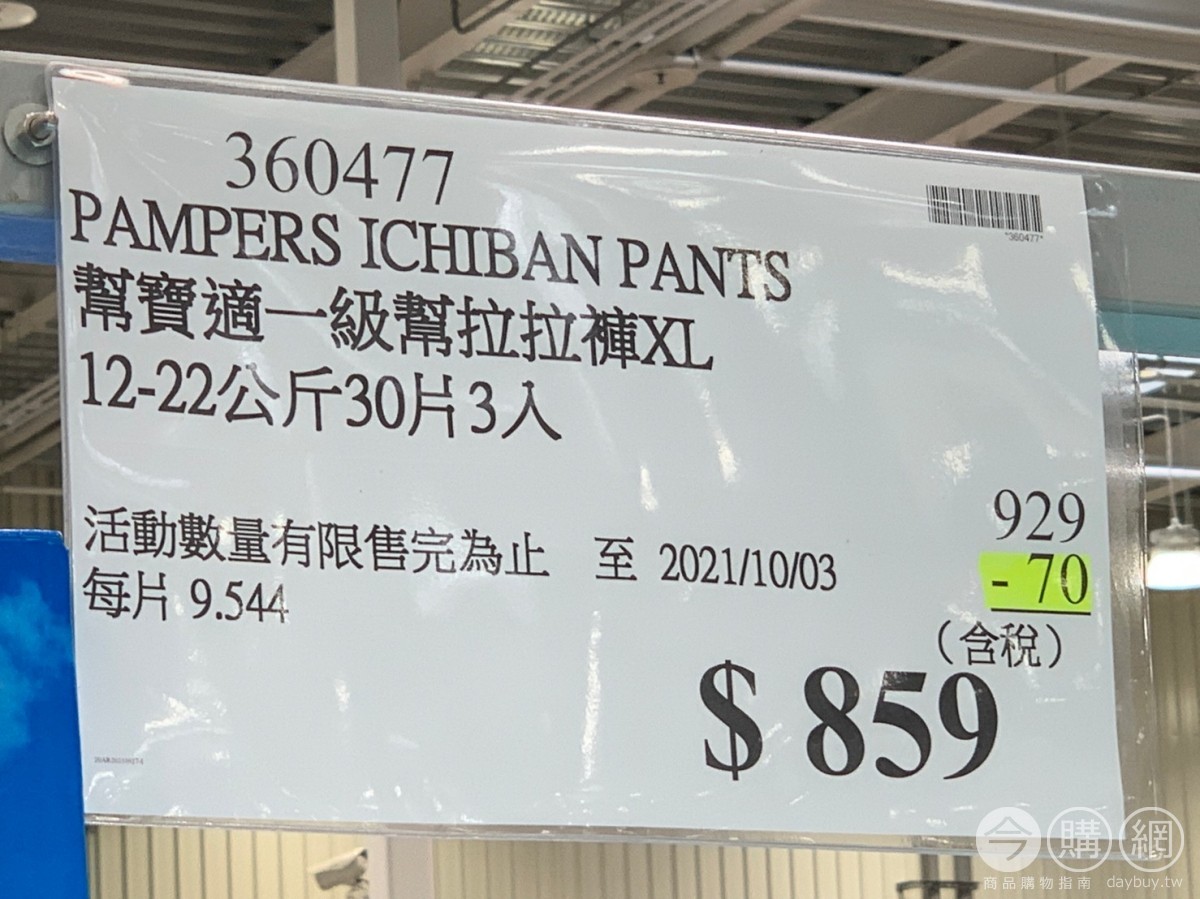 360477
PAMPERS ICHIBAN PANTS
*360477*
幫寶適一級幫拉拉褲XL
12-22公斤30片3入
929
活動數量有限售完為止 至 2021/10/03
- 70
每片 9.544
(含稅)
$ 859
今購網
商品購物指南 daybuy.tw